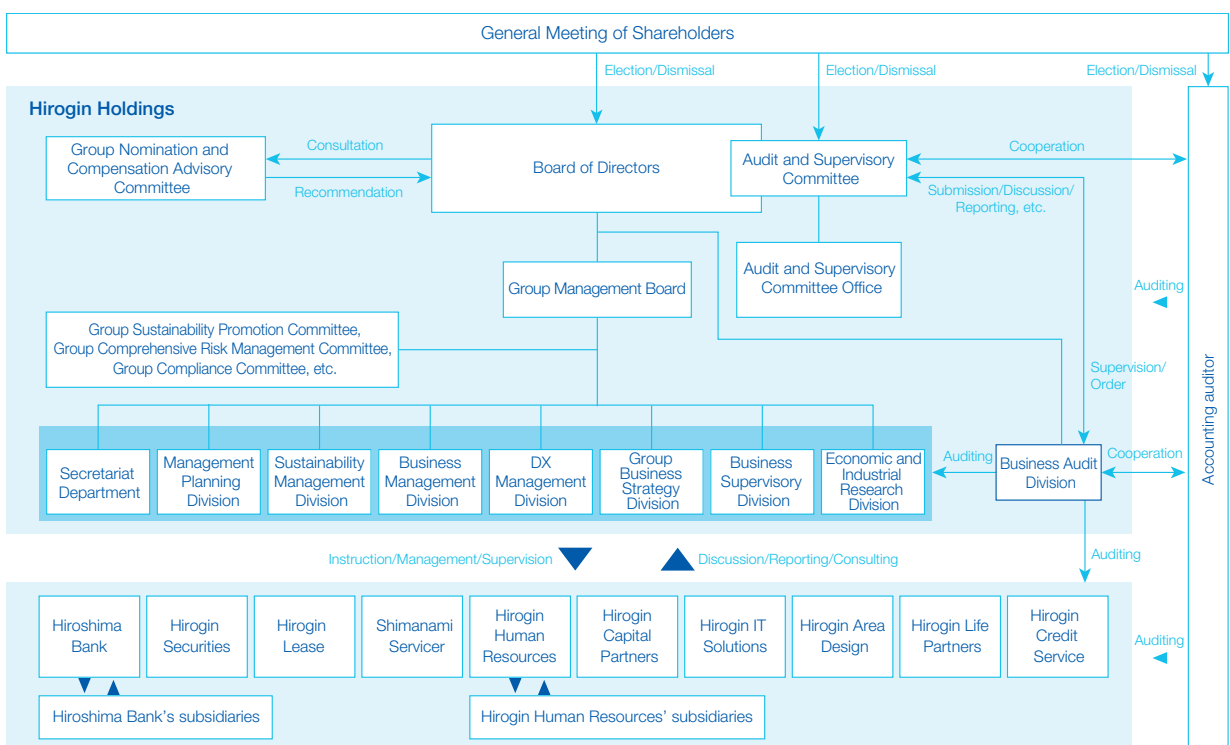 General Meeting of Shareholders
Election/Dismissal
Election/Dismissal
Election/Dismissal
Hirogin Holdings
Group Nomination and
Compensation Advisory
Committee
Consultation
Recommendation
Board of Directors
Audit and Supervisory
Committee
Cooperation
Submission/Discussion/
Reporting, etc.
Group Management Board
Audit and Supervisory
Committee Office
Auditing
Group Sustainability Promotion Committee,
Group Comprehensive Risk Management Committee,
Group Compliance Committee, etc.
Supervision/
Order
Accounting auditor
Secretariat
Department
Management
Planning
Division
Sustainability
Management
Division
Business
Management
Division
DX
Management
Division
Group
Business
Strategy
Division
Business
Supervisory
Division
Economic and
Industrial
Research
Division
Auditing
Business Audit
Division
Cooperation
Instruction/Management/Supervision
Discussion/Reporting/Consulting
Auditing
Hiroshima
Bank
Hirogin
Securities
Hirogin
Lease
Shimanami
Servicer
Hirogin
Human
Resources
Hirogin
Capital
Partners
Hirogin IT
Solutions
Hirogin Area
Design
Hirogin Life
Partners
Hirogin
Credit
Service
Auditing
Hiroshima Bank's subsidiaries
Hirogin Human Resources' subsidiaries